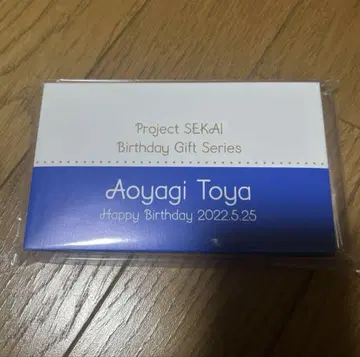 Project SEKAI
Birthday Gift Series
Aoyagi Toya
Happy Birthday 2022.5.25